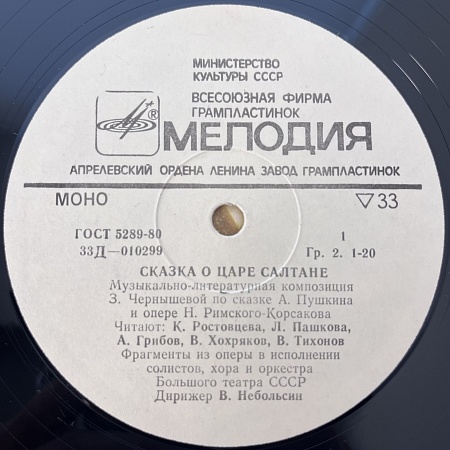 МИНИСТЕРСТВО
КУЛЬТУРЫ СССР
ВСЕСОЮЗНАЯ ФИРМА
ГРАМПЛАСТИНОК
® МЕЛОДИЯ
АПРЕЛЕВСКИЙ ОРДЕНА ЛЕНИНА ЗАВОД ГРАМПЛАСТИНОК
МОНО ▽33
ГОСТ 5289-80 1
33Д—010299 Гр. 2. 1-20
СКАЗКА О ЦАРЕ САЛТАНЕ
Музыкально-литературная композиция
З. Чернышевой по сказке А. Пушкина
и опере Н. Римского-Корсакова
Читают: К. Ростовцева, Л. Пашкова,
А. Грибов, В. Хохряков, В. Тихонов
Фрагменты из оперы в исполнении
солистов, хора и оркестра
Большого театра СССР
Дирижер В. Небольсин